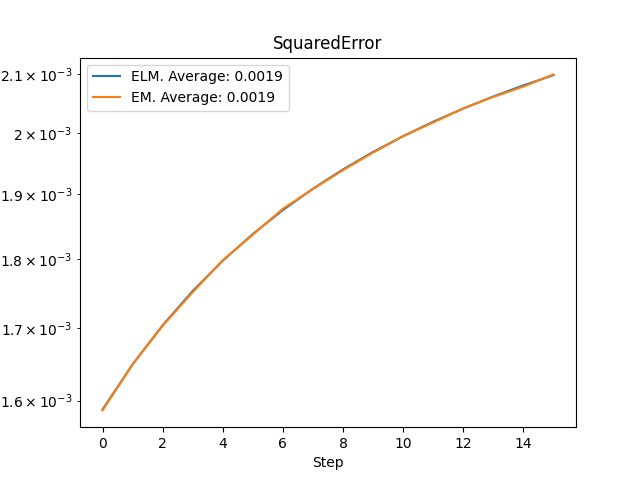 SquaredError
ELM. Average: 0.0019
EM. Average: 0.0019
2.1 × 10⁻³
2 × 10⁻³
1.9 × 10⁻³
1.8 × 10⁻³
1.7 × 10⁻³
1.6 × 10⁻³
0 2 4 6 8 10 12 14
Step